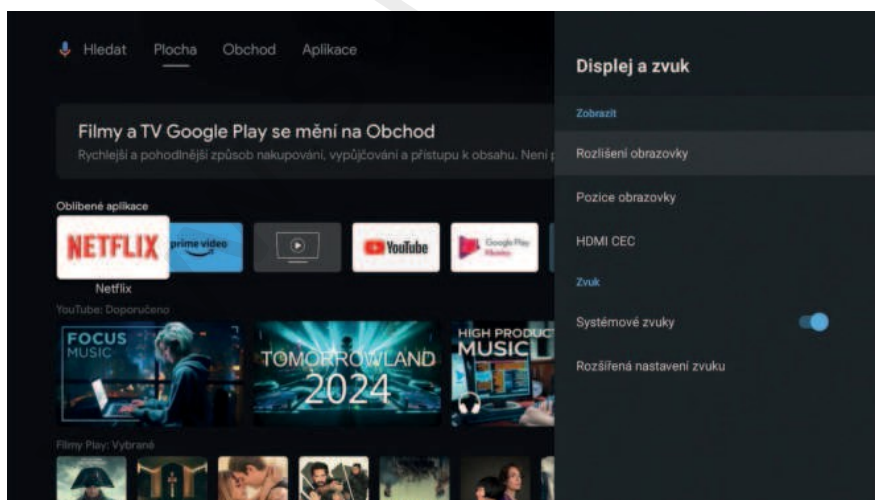 Hledat Plocha Obchod Aplikace
Filmy a TV Google Play se mění na Obchod
Rychlejší a pohodlnější způsob nakupování, vypůjčování a přístupu k obsahu. Není
Oblíbené aplikace
NETFLIX prime video YouTube Google Play Movies
Netflix
YouTube: Doporučeno
FOCUS
MUSIC
TOMORROWLAND
2024
HIGH PRODUC
MUSIC
Filmy Play: Vybrané
Displej a zvuk
Zobrazit
Rozlišení obrazovky
Pozice obrazovky
HDMI CEC
Zvuk
Systémové zvuky
Rozšířená nastavení zvuku